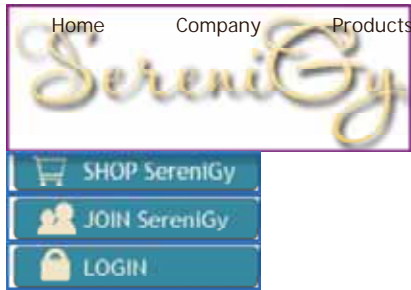 Home Company Products
SereniGy
SHOP SereniGy
JOIN SereniGy
LOGIN